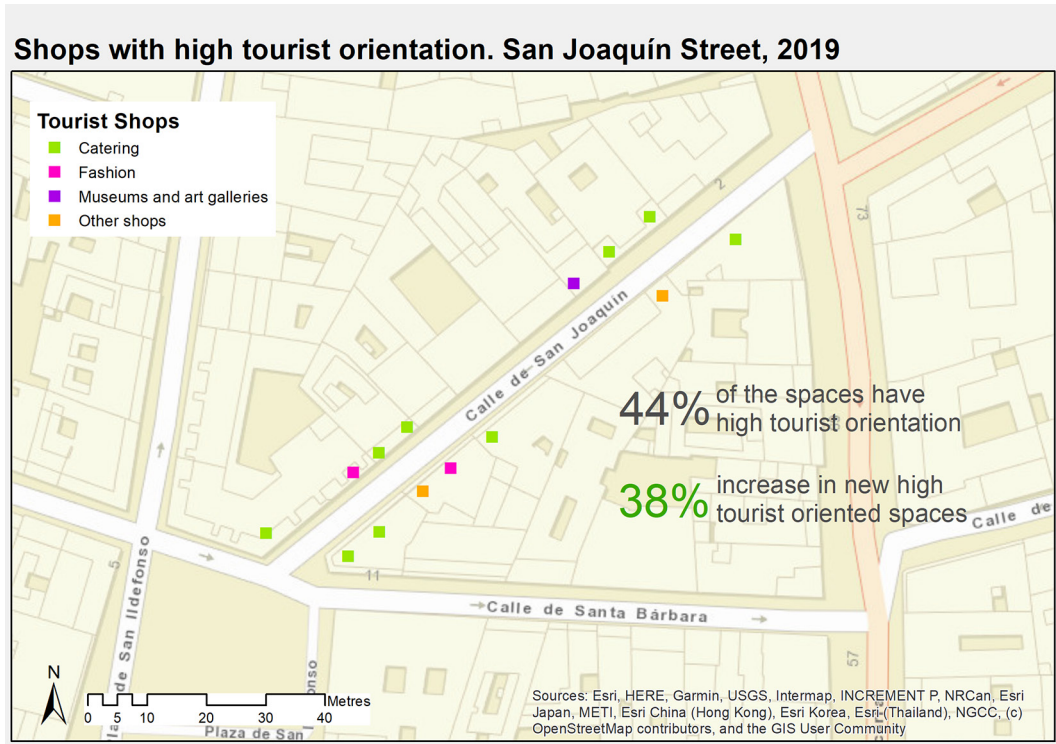 Shops with high tourist orientation. San Joaquín Street, 2019
Tourist Shops
Catering
Fashion
Museums and art galleries
Other shops
2
73
Calle de San Joaquín
44% of the spaces have
high tourist orientation
38% increase in new high
tourist oriented spaces
Calle de
5
de San Ildefonso
11
Calle de Santa Bárbara
57
N
0 5 10 20 30 40 Metres
Plaza de San
Sources: Esri, HERE, Garmin, USGS, Intermap, INCREMENT P, NRCan, Esri
Japan, METI, Esri China (Hong Kong), Esri Korea, Esri (Thailand), NGCC, (c)
OpenStreetMap contributors, and the GIS User Community